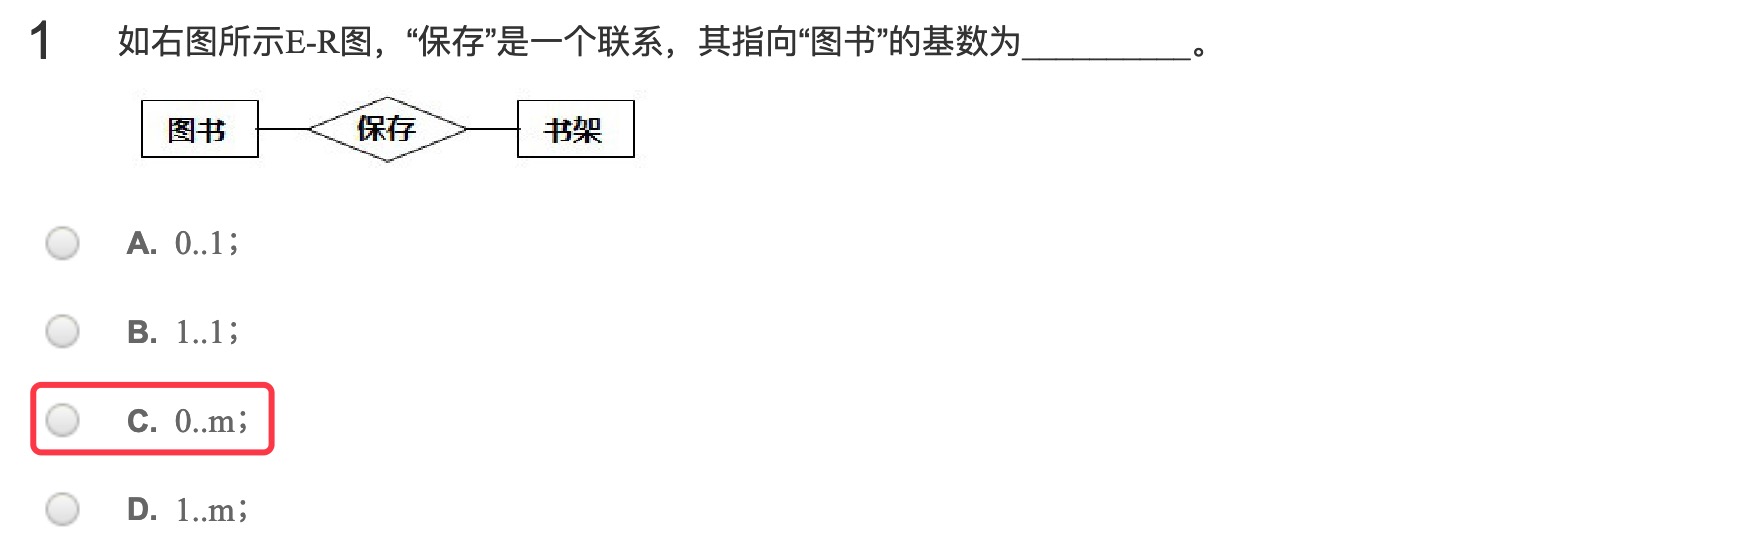 1 如右图所示E-R图，“保存”是一个联系，其指向“图书”的基数为__________。
图书 保存 书架
A. 0..1；
B. 1..1；
C. 0..m；
D. 1..m；